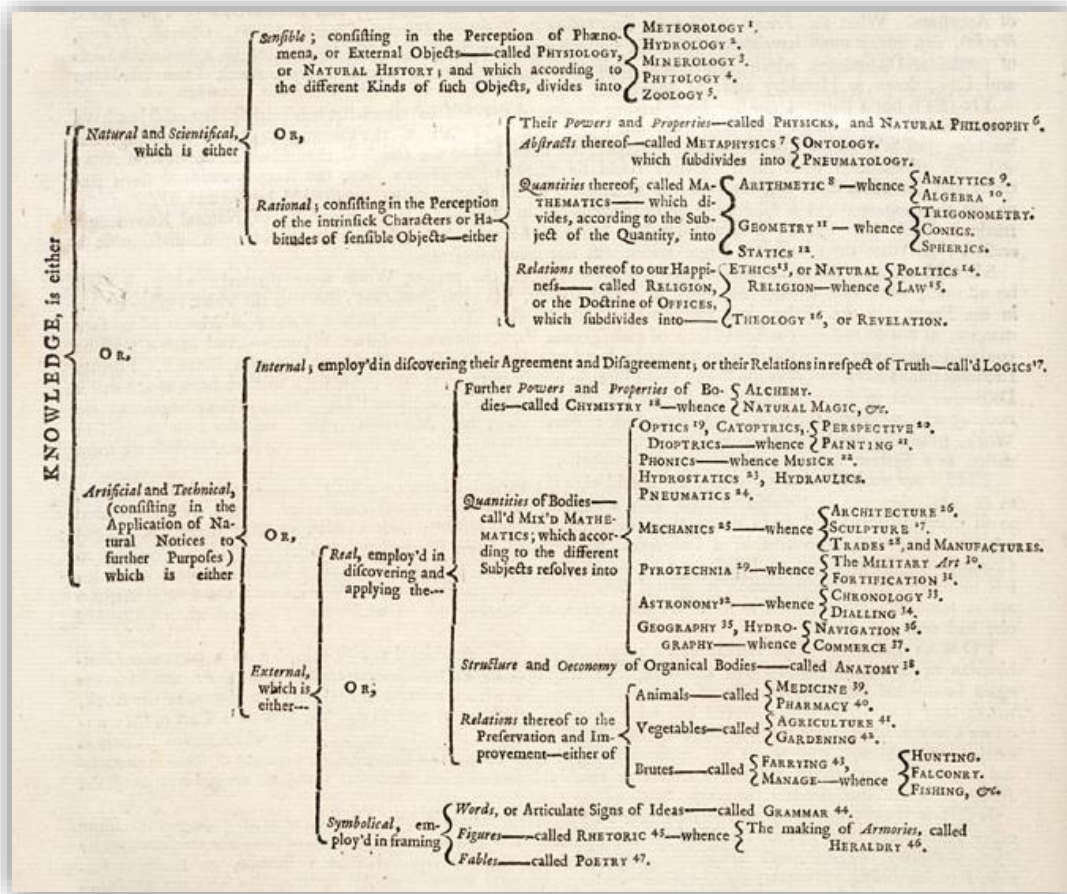 KNOWLEDGE, is either
Natural and Scientifical,
which is either
Senſible; conſiſting in the Perception of Phæno-
mena, or External Objects—called PHYSIOLOGY,
or NATURAL HISTORY; and which according to
the different Kinds of ſuch Objects, divides into
METEOROLOGY 1.
HYDROLOGY 2.
MINEROLOGY 3.
PHYTOLOGY 4.
ZOOLOGY 5.
OR,
Rational; conſiſting in the Perception
of the intrinſick Characters or Ha-
bitudes of ſenſible Objects—either
Their Powers and Properties—called PHYSICKS, and NATURAL PHILOSOPHY 6.
Abſtracts thereof—called METAPHYSICS 7
which ſubdivides into
ONTOLOGY.
PNEUMATOLOGY.
Quantities thereof, called MA-
THEMATICS—— which di-
vides, according to the Sub-
ject of the Quantity, into
ARITHMETIC 8 —whence
ANALYTICS 9.
ALGEBRA 10.
GEOMETRY 11 — whence
TRIGONOMETRY.
CONICS.
SPHERICS.
STATICS 12.
Relations thereof to our Happi-
neſs—— called RELIGION,
or the Doctrine of OFFICES,
which ſubdivides into—
ETHICS 13, or NATURAL
RELIGION—whence
POLITICS 14.
LAW 15.
THEOLOGY 16, or REVELATION.
OR,
Artificial and Technical,
(conſiſting in the
Application of Na-
tural Notices to
further Purpoſes)
which is either
Internal; employ'd in diſcovering their Agreement and Diſagreement; or their Relations in reſpect of Truth—call'd LOGICS 17.
OR,
External,
which is
either---
Real, employ'd in
diſcovering and
applying the---
Further Powers and Properties of Bo-
dies—called CHYMISTRY 18—whence
ALCHEMY.
NATURAL MAGIC, &c.
Quantities of Bodies——
call'd MIX'D MATHE-
MATICS; which accor-
ding to the different
Subjects reſolves into
OPTICS 19, CATOPTRICS,
DIOPTRICS——whence
PERSPECTIVE 20.
PAINTING 21.
PHONICS——whence MUSICK 22.
HYDROSTATICS 23, HYDRAULICS.
PNEUMATICS 24.
MECHANICS 25——whence
ARCHITECTURE 26.
SCULPTURE 27.
TRADES 28, and MANUFACTURES.
PYROTECHNIA 29—whence
The MILITARY Art 30.
FORTIFICATION 31.
ASTRONOMY 32——whence
CHRONOLOGY 33.
DIALLING 34.
GEOGRAPHY 35, HYDRO-
GRAPHY——whence
NAVIGATION 36.
COMMERCE 37.
Structure and Oeconomy of Organical Bodies——called ANATOMY 38.
Relations thereof to the
Preſervation and Im-
provement—either of
Animals——called
MEDICINE 39.
PHARMACY 40.
Vegetables——called
AGRICULTURE 41.
GARDENING 42.
Brutes——called
FARRYING 43,
MANAGE—whence
HUNTING.
FALCONRY.
FISHING, &c.
OR;
Symbolical, em-
ploy'd in framing
Words, or Articulate Signs of Ideas——called GRAMMAR 44.
Figures——called RHETORIC 45—whence
The making of Armories, called
HERALDRY 46.
Fables——called POETRY 47.